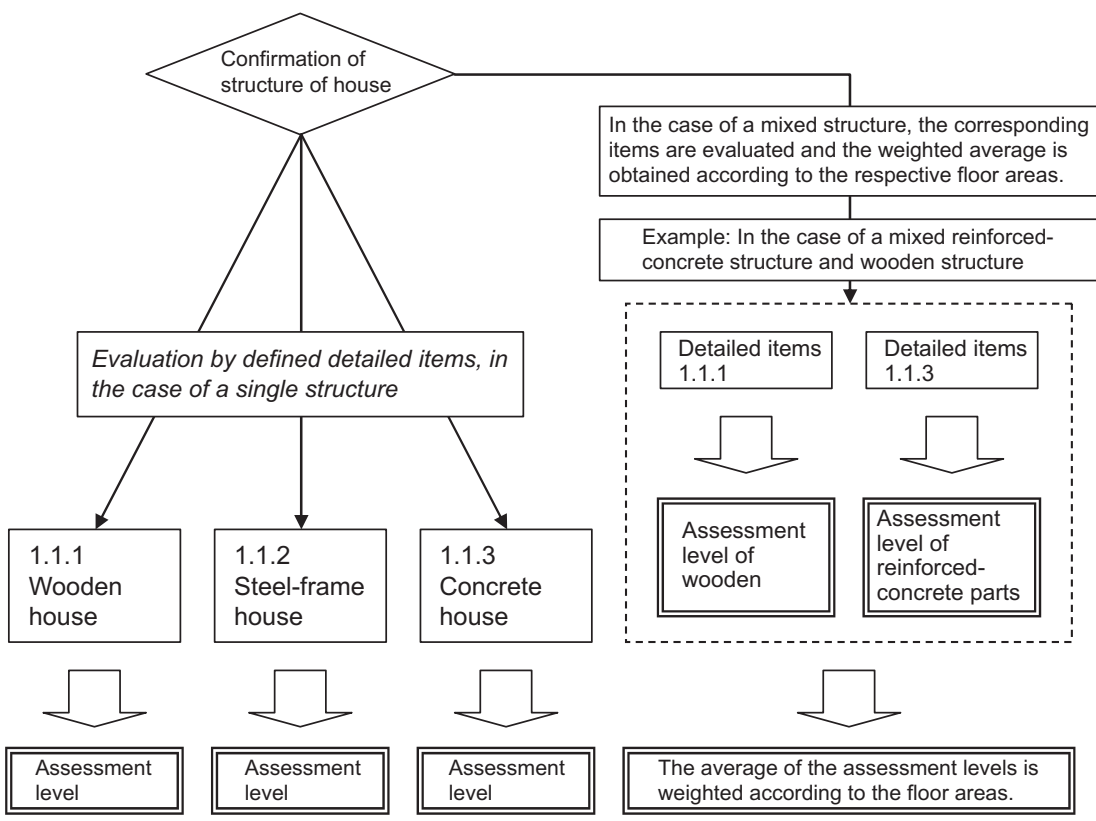 Confirmation of
structure of house
In the case of a mixed structure, the corresponding
items are evaluated and the weighted average is
obtained according to the respective floor areas.
Example: In the case of a mixed reinforced-
concrete structure and wooden structure
Evaluation by defined detailed items, in
the case of a single structure
Detailed items
1.1.1
Detailed items
1.1.3
Assessment
level of
wooden
Assessment
level of
reinforced-
concrete parts
1.1.1
Wooden
house
1.1.2
Steel-frame
house
1.1.3
Concrete
house
Assessment
level
Assessment
level
Assessment
level
The average of the assessment levels is
weighted according to the floor areas.